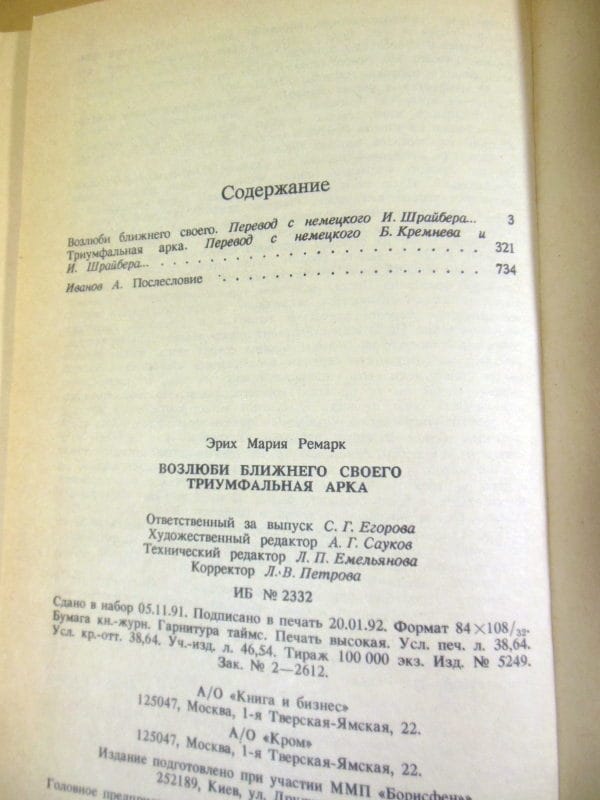 Содержание
Возлюби ближнего своего. Перевод с немецкого И. Шрайбера... 3
Триумфальная арка. Перевод с немецкого Б. Кремнева и
И. Шрайбера... 321
Иванов А. Послесловие 734
Эрих Мария Ремарк
ВОЗЛЮБИ БЛИЖНЕГО СВОЕГО
ТРИУМФАЛЬНАЯ АРКА
Ответственный за выпуск С. Г. Егорова
Художественный редактор А. Г. Сауков
Технический редактор Л. П. Емельянова
Корректор Л. В. Петрова
ИБ № 2332
Сдано в набор 05.11.91. Подписано в печать 20.01.92. Формат 84×108/32.
Бумага кн.-журн. Гарнитура таймс. Печать высокая. Усл. печ. л. 38,64.
Усл. кр.-отт. 38,64. Уч.-изд. л. 46,54. Тираж 100 000 экз. Изд. № 5249.
Зак. № 2—2612.
А/О «Книга и бизнес»
125047, Москва, 1-я Тверская-Ямская, 22.
А/О «Кром»
125047, Москва, 1-я Тверская-Ямская, 22.
Издание подготовлено при участии ММП «Борисфен»
252189, Киев, ул.
Головное